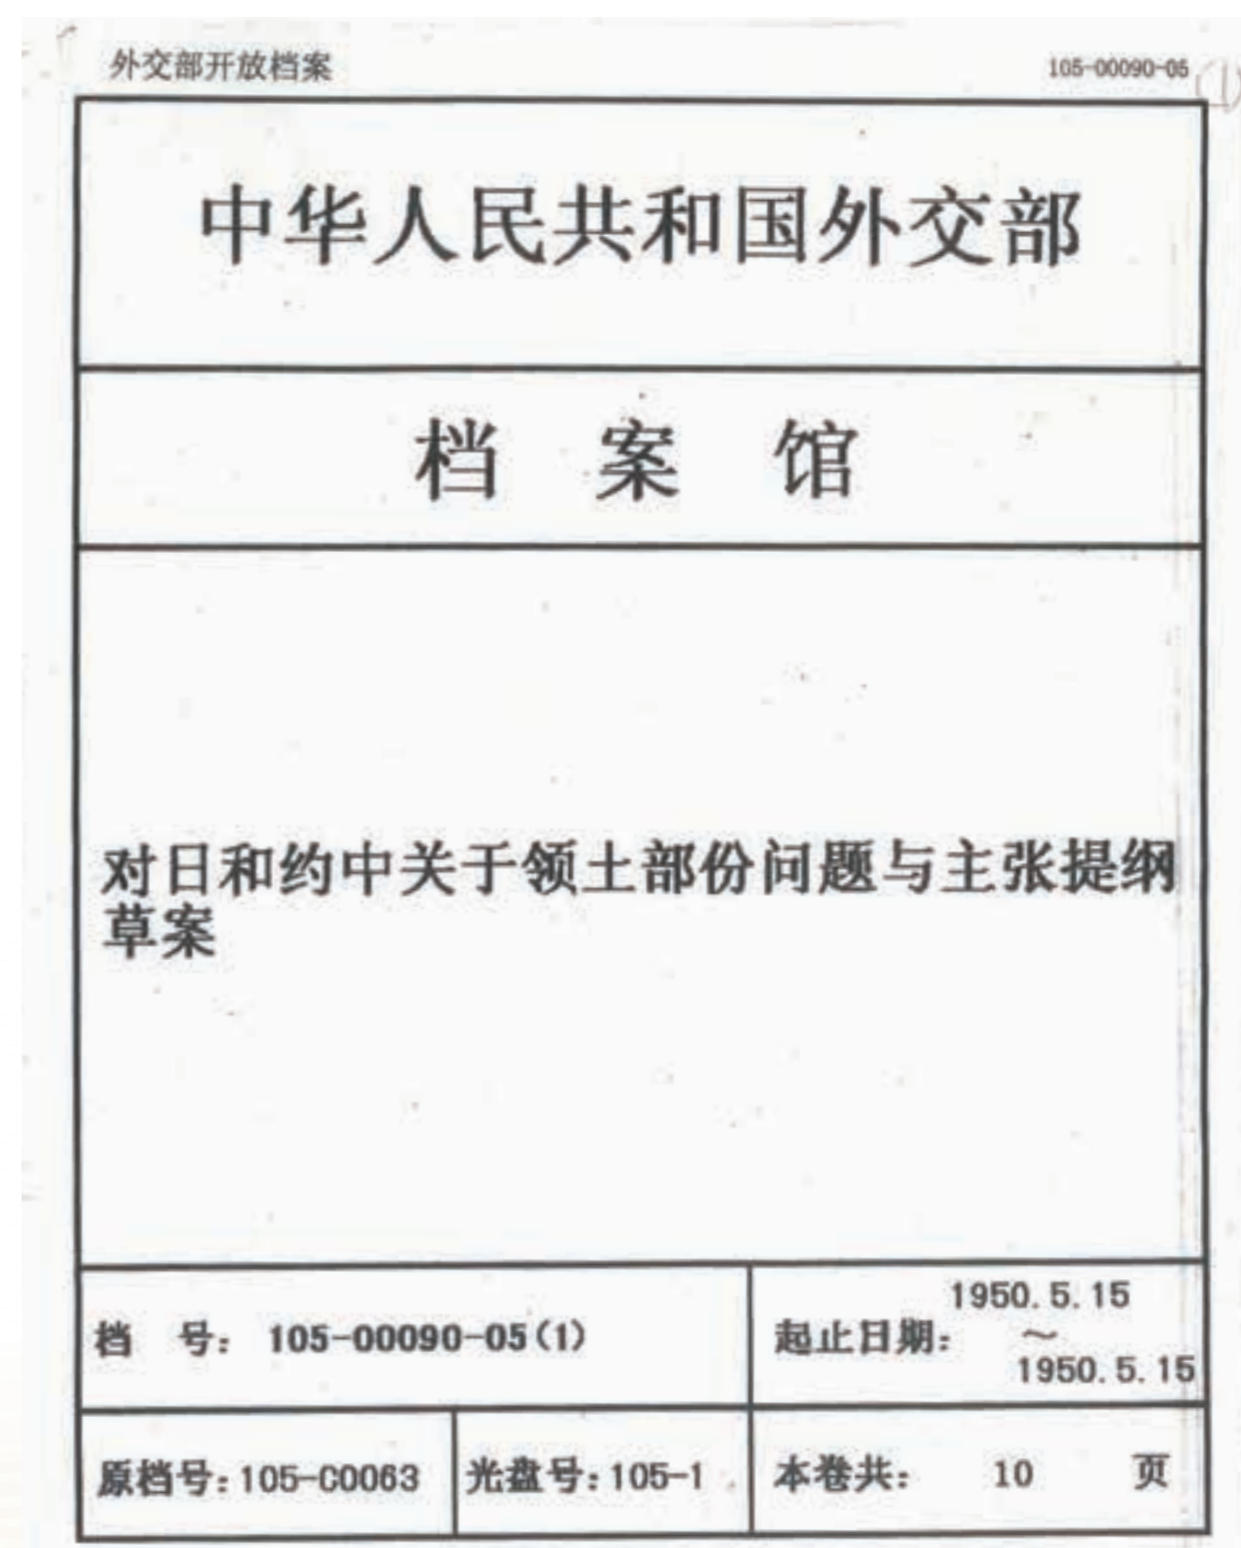 外交部开放档案
105-00090-05 (1)
中华人民共和国外交部
档 案 馆
对日和约中关于领土部份问题与主张提纲
草案
档 号: 105-00090-05(1)
起止日期: 1950.5.15
~
1950.5.15
原档号: 105-C0063
光盘号: 105-1
本卷共: 10 页